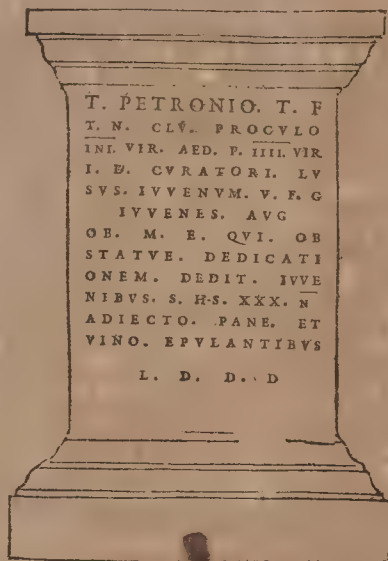 T. PETRONIO. T. F
T. N. CLV. PROCVLO
INI. VIR. AED. P. IIII. VIR
I. D. CVRATORI. LV
SVS. IVVENVM. V. F. G
IVVENES. AVG
OB. M. E. QVI. OB
STATVE. DEDICATI
ONEM. DEDIT. IVVE
NIBVS. S. H-S. XXX. N
ADIECTO. PANE. ET
VINO. EPVLANTIBVS
L. D. D. D